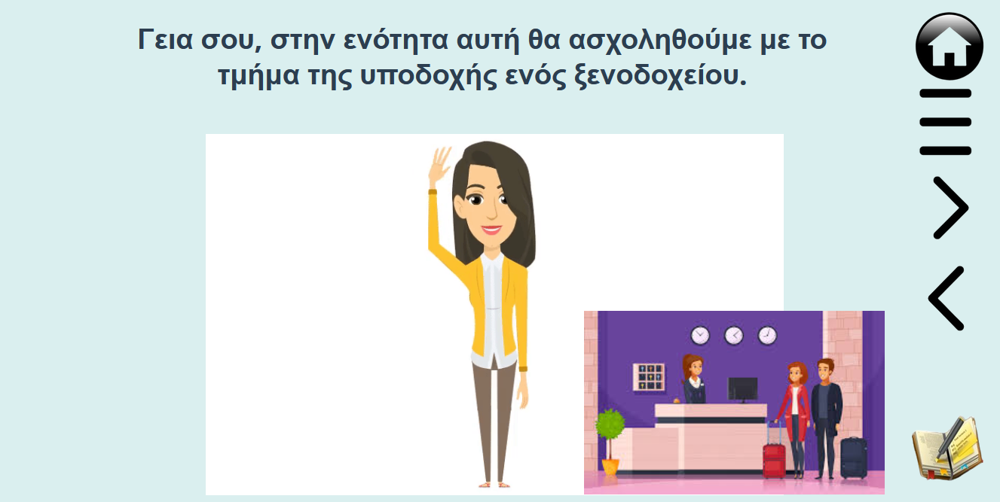 Γεια σου, στην ενότητα αυτή θα ασχοληθούμε με το
τμήμα της υποδοχής ενός ξενοδοχείου.